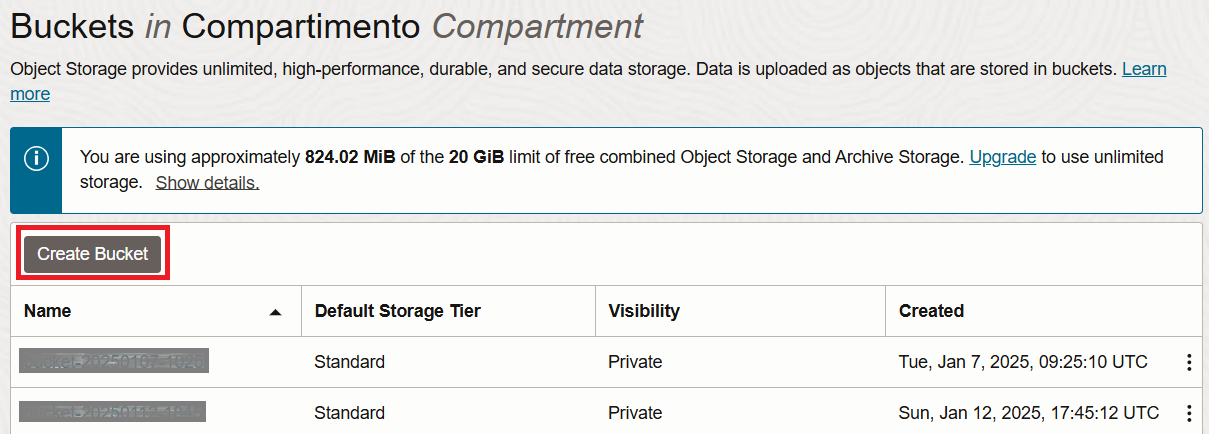 Buckets in Compartimento Compartment
Object Storage provides unlimited, high-performance, durable, and secure data storage. Data is uploaded as objects that are stored in buckets. Learn
more
You are using approximately 824.02 MiB of the 20 GiB limit of free combined Object Storage and Archive Storage. Upgrade to use unlimited
storage. Show details.
Create Bucket
Name Default Storage Tier Visibility Created
Standard Private Tue, Jan 7, 2025, 09:25:10 UTC
Standard Private Sun, Jan 12, 2025, 17:45:12 UTC